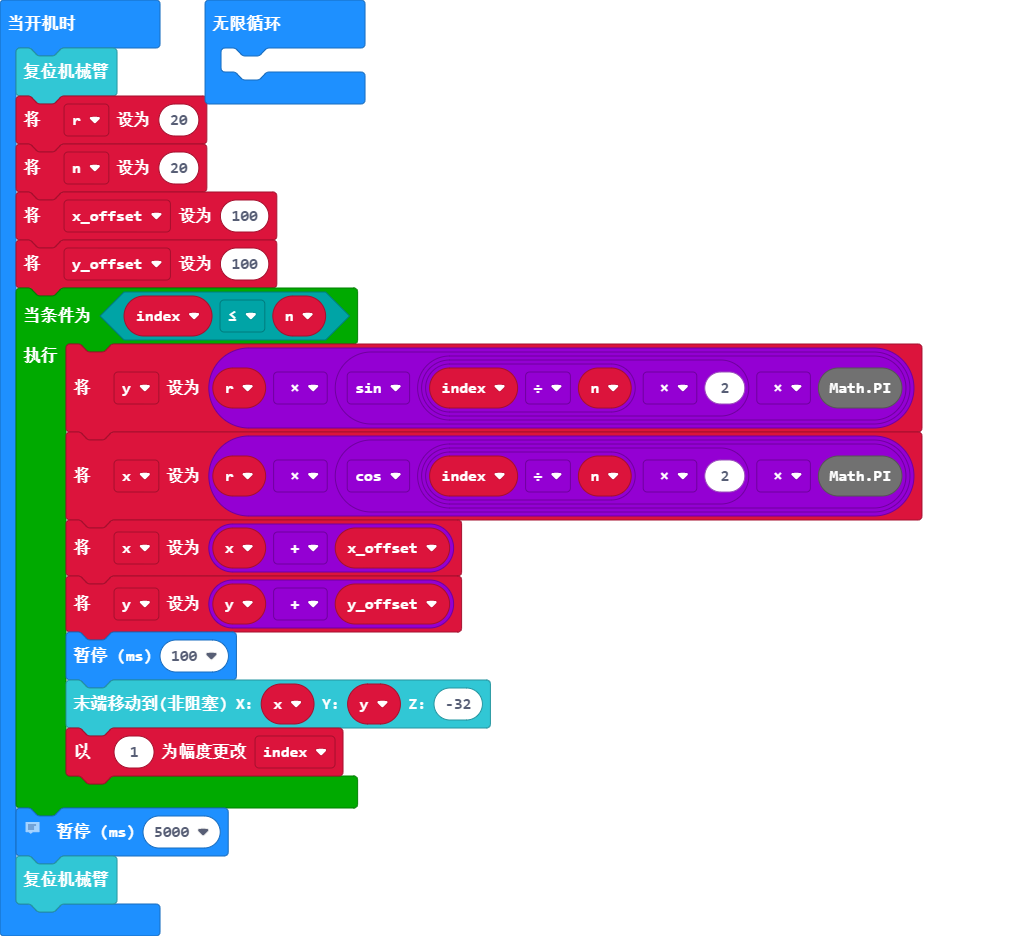 当开机时
无限循环
复位机械臂
将 r 设为 20
将 n 设为 20
将 x_offset 设为 100
将 y_offset 设为 100
当条件为 index ≤ n
执行
将 y 设为 r × sin index ÷ n × 2 × Math.PI
将 x 设为 r × cos index ÷ n × 2 × Math.PI
将 x 设为 x + x_offset
将 y 设为 y + y_offset
暂停 (ms) 100
末端移动到(非阻塞) X: x Y: y Z: -32
以 1 为幅度更改 index
暂停 (ms) 5000
复位机械臂